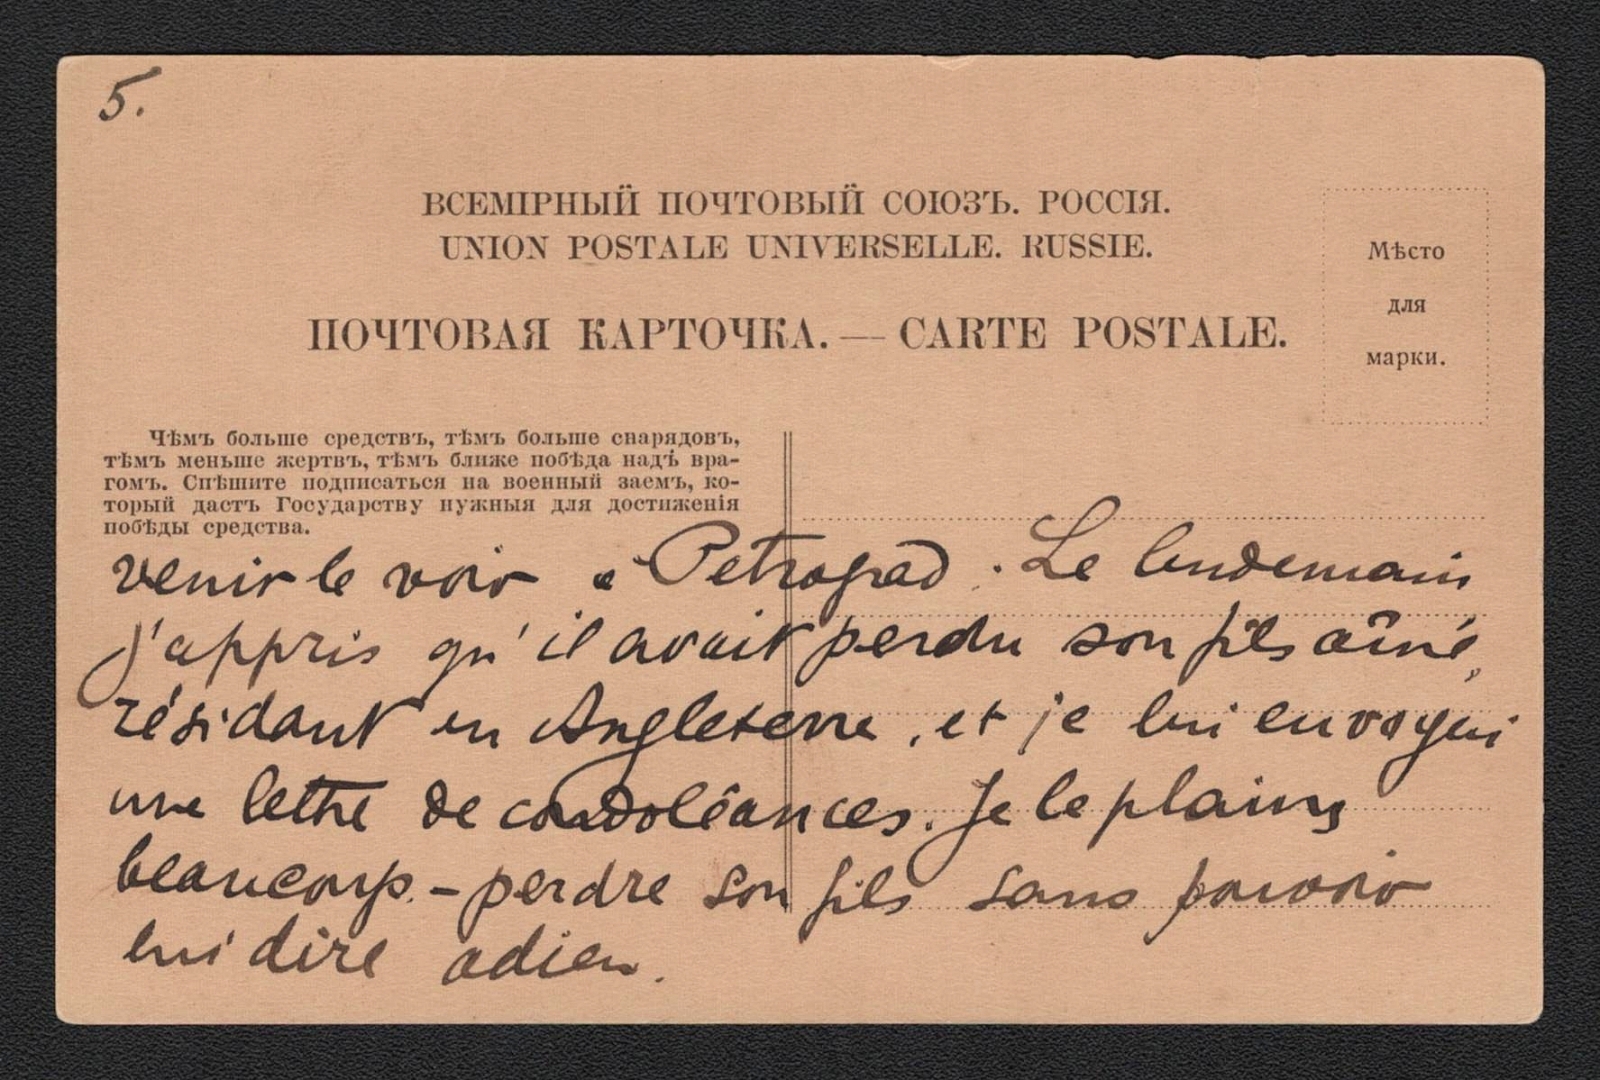 5.
ВСЕМІРНЫЙ ПОЧТОВЫЙ СОЮЗЪ. РОССІЯ.
UNION POSTALE UNIVERSELLE. RUSSIE.
ПОЧТОВАЯ КАРТОЧКА. — CARTE POSTALE.
Мѣсто
для
марки.
Чѣмъ больше средствъ, тѣмъ больше снарядовъ,
тѣмъ меньше жертвъ, тѣмъ ближе побѣда надъ вра-
гомъ. Спѣшите подписаться на военный заемъ, ко-
торый дастъ Государству нужныя для достиженія
побѣды средства.
venir le voir à Petrograd. Le lendemain
j'appris qu'il avait perdu son fils aîné,
résidant en Angleterre, et je lui envoyai
une lettre de condoléances. Je le plains
beaucoup. – perdre son fils sans pouvoir
lui dire adieu.